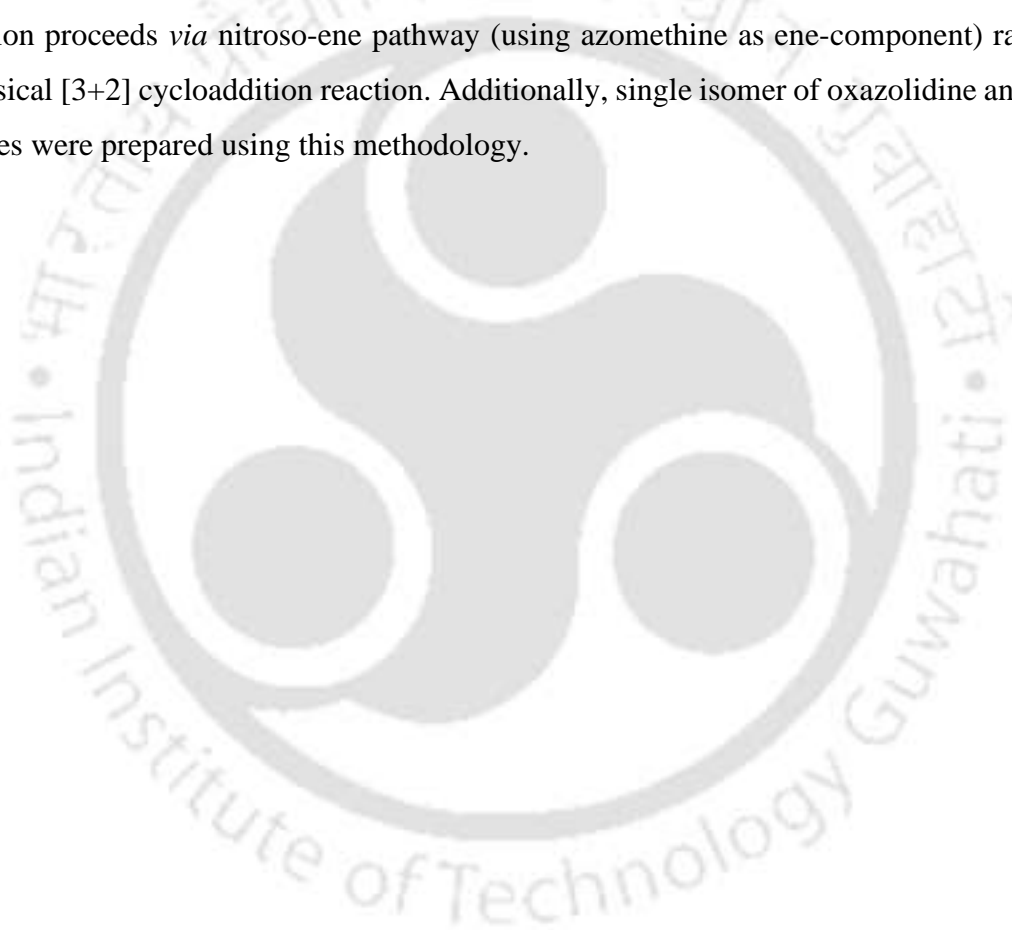 ion proceeds via nitroso-ene pathway (using azomethine as ene-component) ra
sical [3+2] cycloaddition reaction. Additionally, single isomer of oxazolidine an
es were prepared using this methodology.
Indian Institute of Technology Guwahati